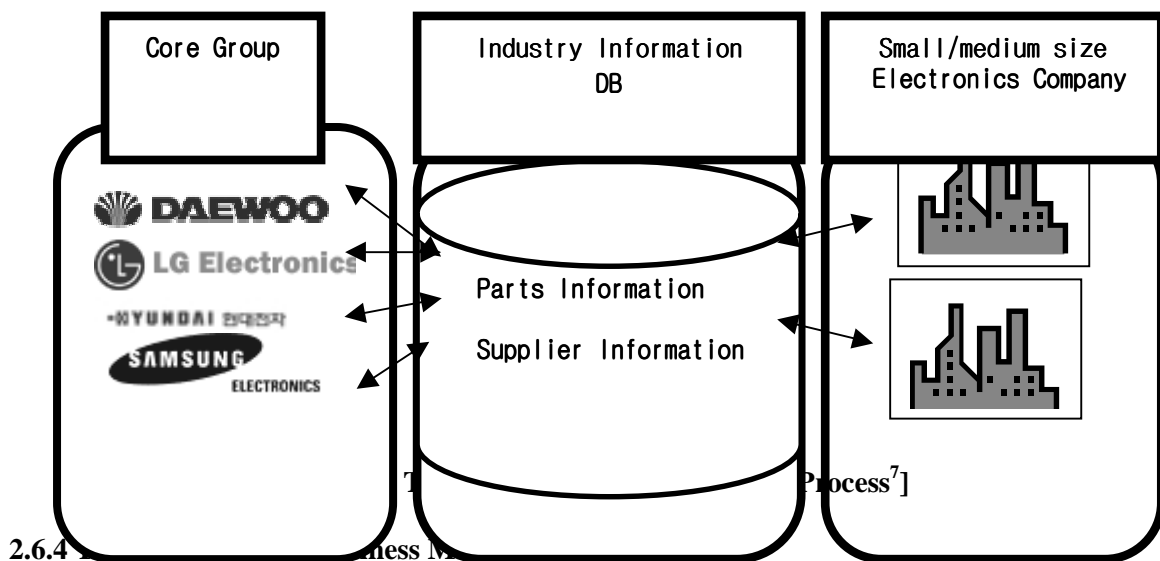 Core Group
Industry Information
DB
Small/medium size
Electronics Company
DAEWOO
LG Electronics
HYUNDAI 현대전자
SAMSUNG
ELECTRONICS
Parts Information
Supplier Information
Process7]
2.6.4